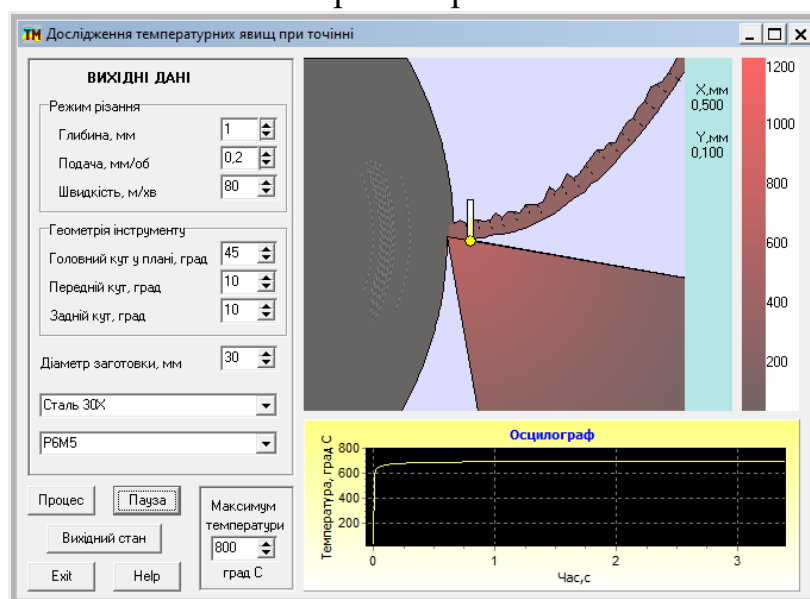 TM Дослідження температурних явищ при точінні
ВИХІДНІ ДАНІ
Режим різання
Глибина, мм 1
Подача, мм/об 0,2
Швидкість, м/хв 80
Геометрія інструменту
Головний кут у плані, град 45
Передній кут, град 10
Задній кут, град 10
Діаметр заготовки, мм 30
Сталь 30Х
Р6М5
Процес Пауза
Вихідний стан
Exit Help
Максимум
температури
800
град С
X,мм
0,500
Y,мм
0,100
1200
1000
800
600
400
200
Осцилограф
Температура, град С
800
600
400
200
0 1 2 3
Час,с